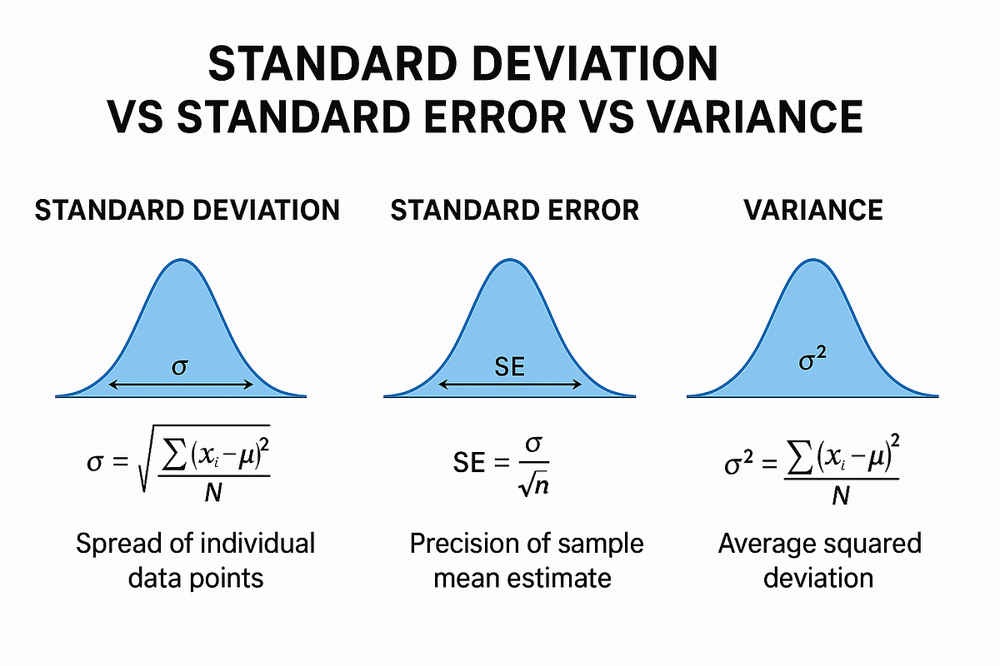 STANDARD DEVIATION
VS STANDARD ERROR VS VARIANCE
STANDARD DEVIATION
σ
σ = √(∑(xᵢ−μ)²/N)
Spread of individual
data points
STANDARD ERROR
SE
SE = σ/√n
Precision of sample
mean estimate
VARIANCE
σ²
σ² = ∑(xᵢ−μ)²/N
Average squared
deviation